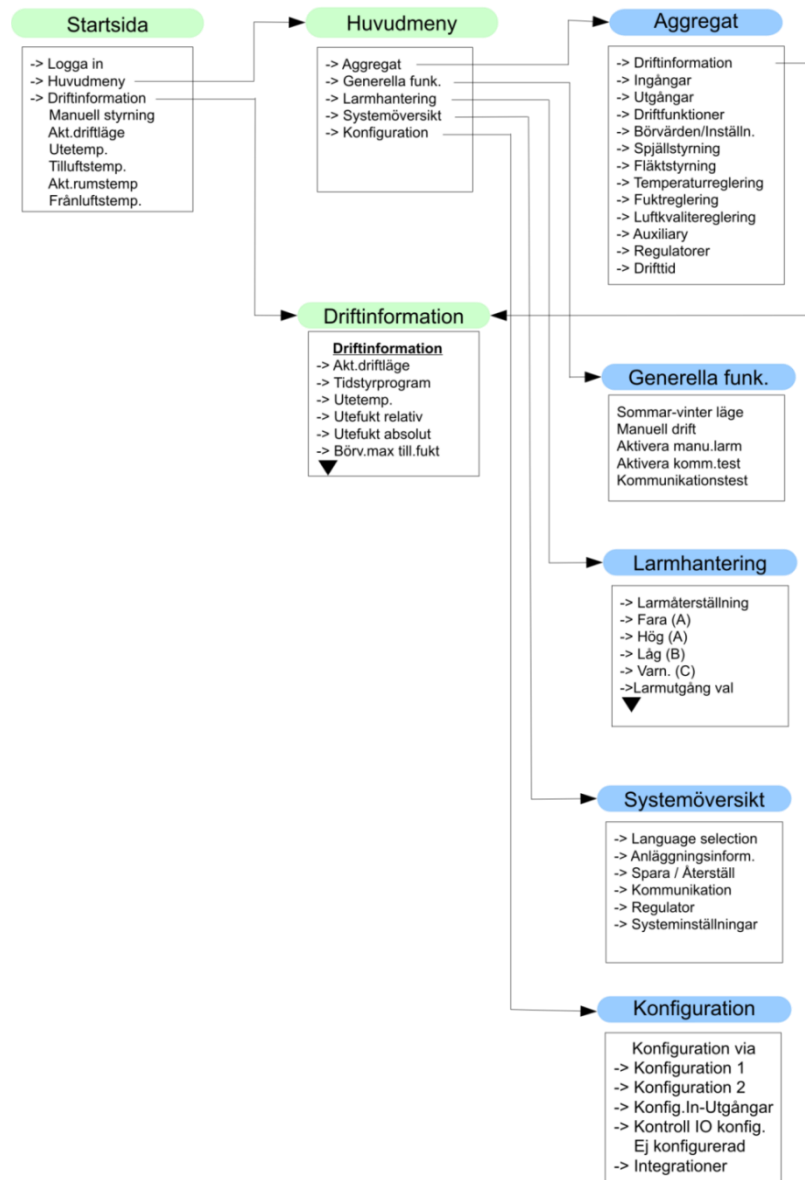 Startsida
-> Logga in
-> Huvudmeny
-> Driftinformation
Manuell styrning
Akt.driftläge
Utetemp.
Tilluftstemp.
Akt.rumstemp
Frånluftstemp.
Huvudmeny
-> Aggregat
-> Generella funk.
-> Larmhantering
-> Systemöversikt
-> Konfiguration
Aggregat
-> Driftinformation
-> Ingångar
-> Utgångar
-> Driftfunktioner
-> Börvärden/Inställn.
-> Spjällstyrning
-> Fläktstyrning
-> Temperaturreglering
-> Fuktreglering
-> Luftkvalitereglering
-> Auxiliary
-> Regulatorer
-> Drifttid
Driftinformation
Driftinformation
-> Akt.driftläge
-> Tidstyrprogram
-> Utetemp.
-> Utefukt relativ
-> Utefukt absolut
-> Börv.max till.fukt
Generella funk.
Sommar-vinter läge
Manuell drift
Aktivera manu.larm
Aktivera komm.test
Kommunikationstest
Larmhantering
-> Larmåterställning
-> Fara (A)
-> Hög (A)
-> Låg (B)
-> Varn. (C)
->Larmutgång val
Systemöversikt
-> Language selection
-> Anläggningsinform.
-> Spara / Återställ
-> Kommunikation
-> Regulator
-> Systeminställningar
Konfiguration
Konfiguration via
-> Konfiguration 1
-> Konfiguration 2
-> Konfig.In-Utgångar
-> Kontroll IO konfig.
Ej konfigurerad
-> Integrationer